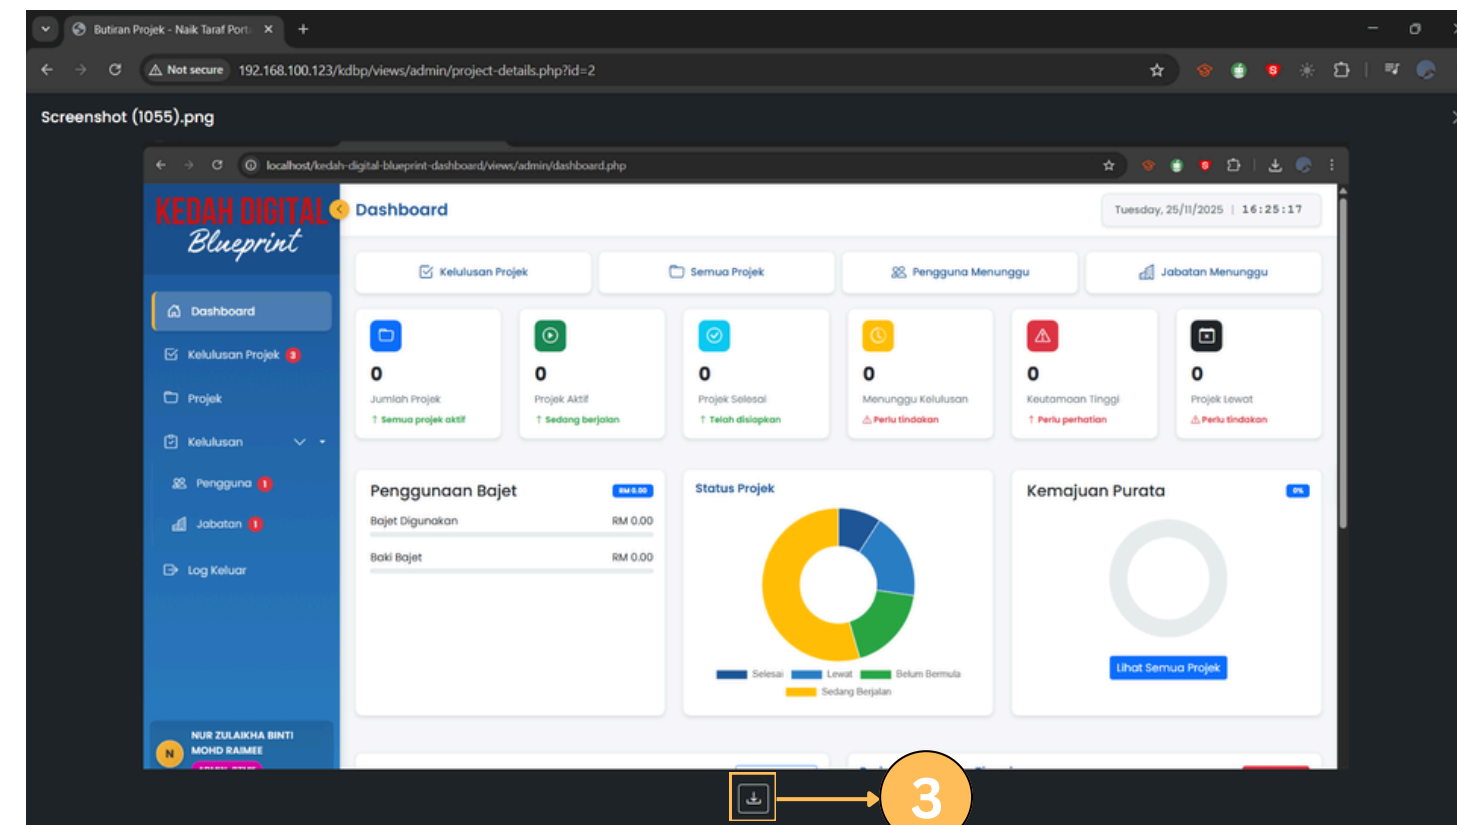 Butiran Projek - Naik Taraf Port
Not secure 192.168.100.123/kdbp/views/admin/project-details.php?id=2
Screenshot (1055).png
localhost/kedah-digital-blueprint-dashboard/views/admin/dashboard.php
KEDAH DIGITAL
Blueprint
Dashboard
Tuesday, 25/11/2025 | 16:25:17
Kelulusan Projek
Semua Projek
Pengguna Menunggu
Jabatan Menunggu
Dashboard
Kelulusan Projek 3
Projek
Kelulusan
Pengguna 1
Jabatan 1
Log Keluar
0
Jumlah Projek
↑ Semua projek aktif
0
Projek Aktif
↑ Sedang berjalan
0
Projek Selesai
↑ Telah disiapkan
0
Menunggu Kelulusan
Perlu tindakan
0
Keutamaan Tinggi
↑ Perlu perhatian
0
Projek Lewat
Perlu tindakan
Penggunaan Bajet
RM 0.00
Bajet Digunakan RM 0.00
Baki Bajet RM 0.00
Status Projek
Selesai Lewat Belum Bermula
Sedang Berjalan
Kemajuan Purata
0%
Lihat Semua Projek
N
NUR ZULAIKHA BINTI
MOHD RAIMEE
3